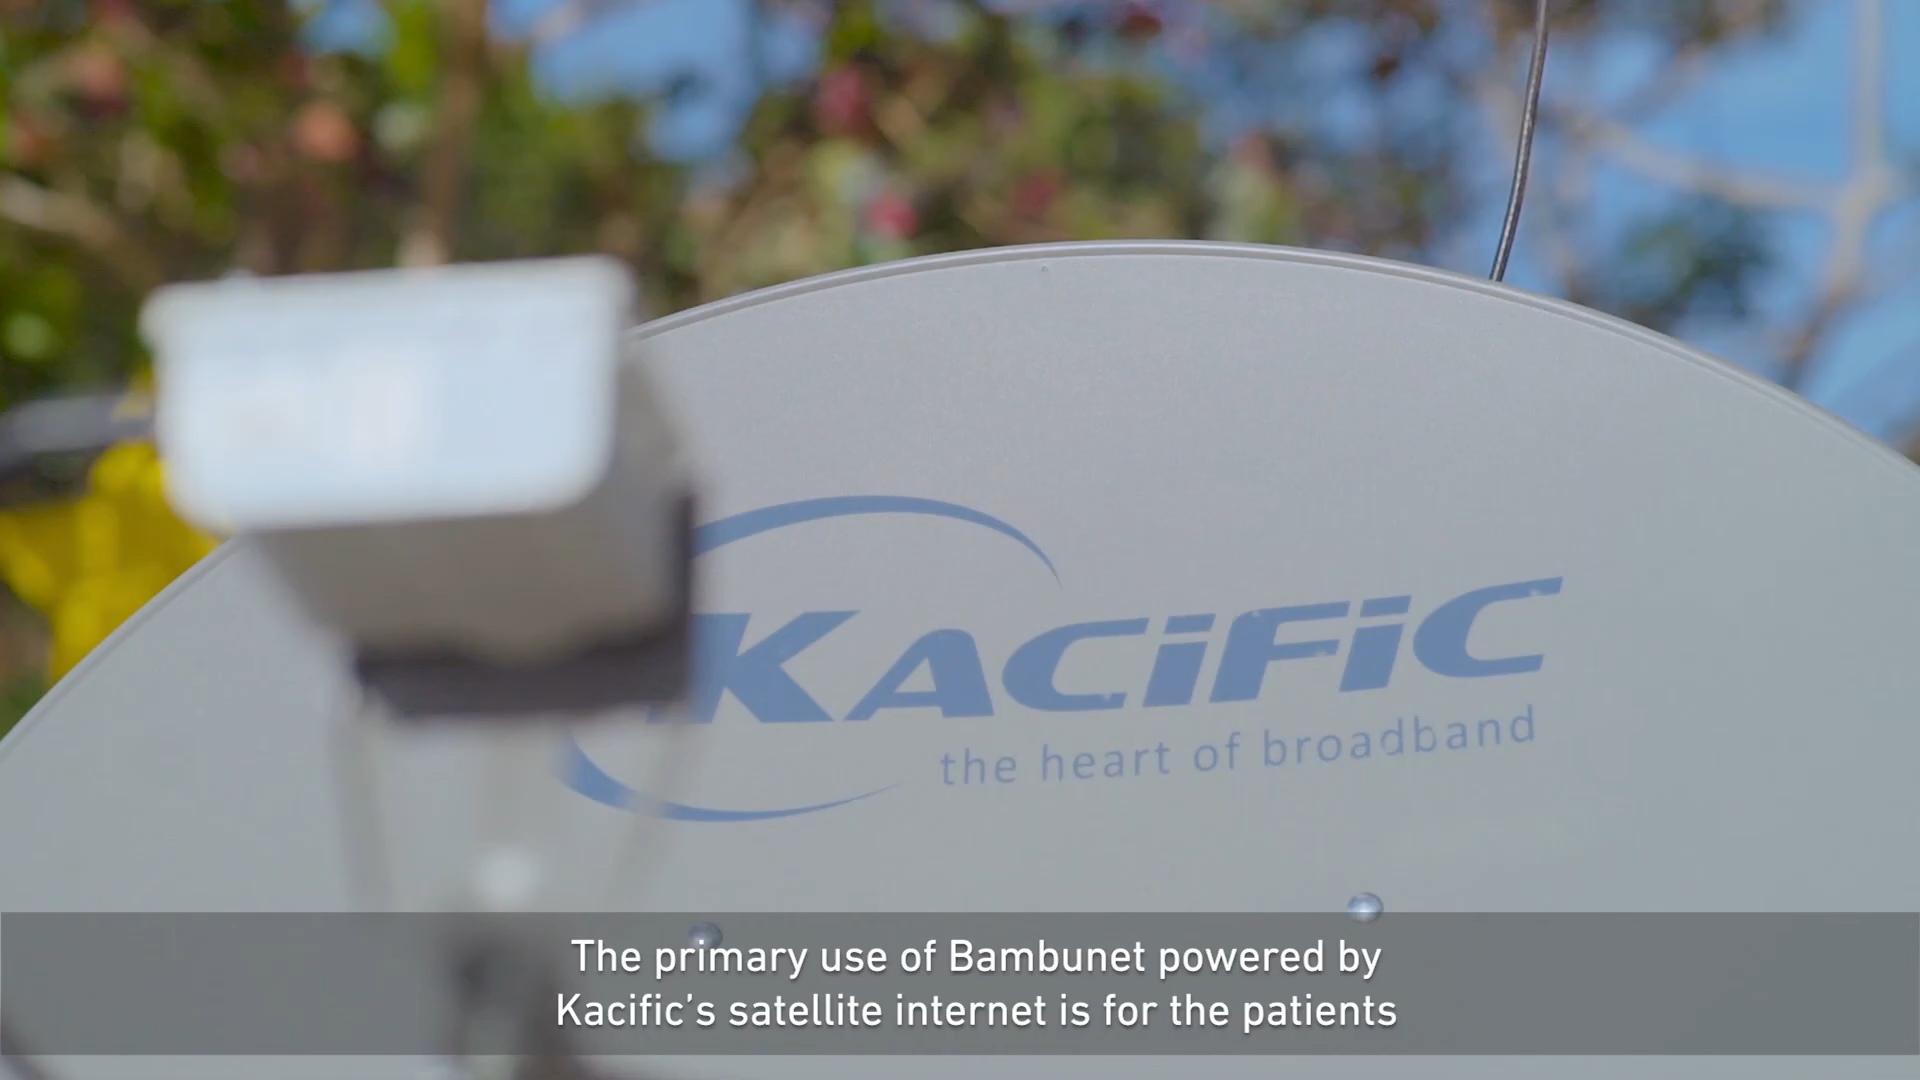 KACiFiC
the heart of broadband
The primary use of Bambunet powered by
Kacific's satellite internet is for the patients